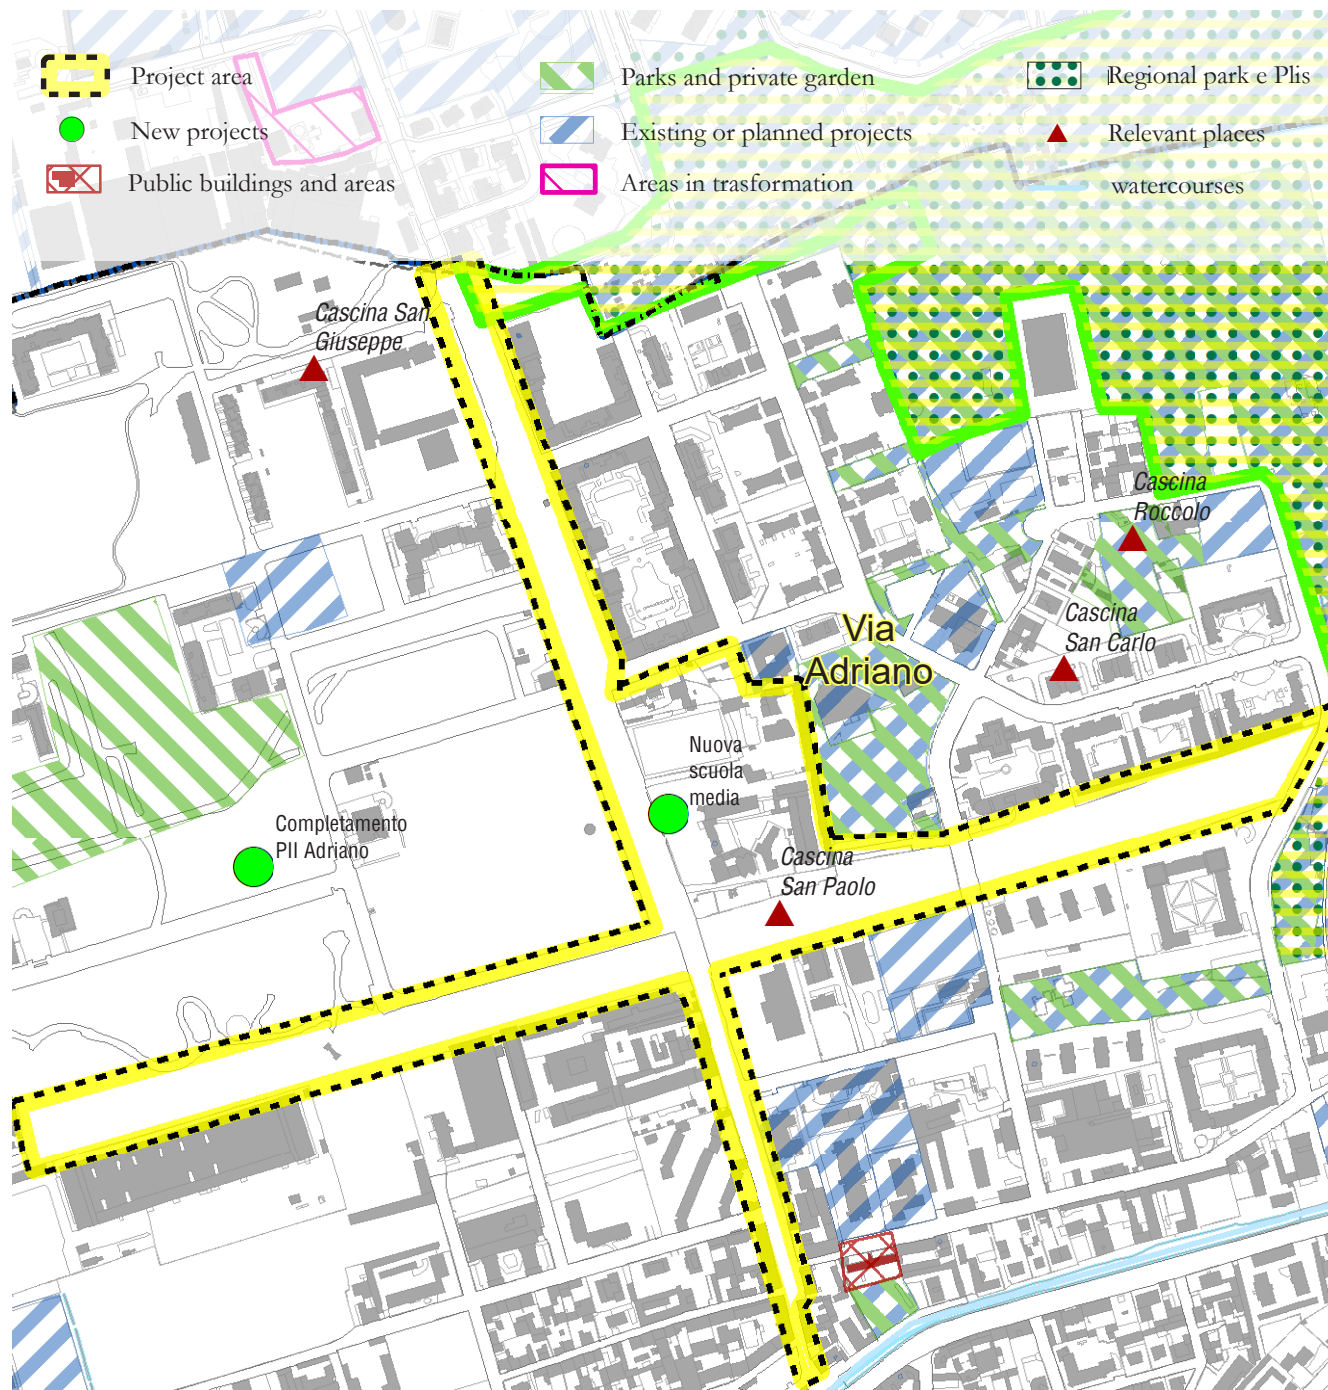 Project area
Parks and private garden
Regional park e Plis
New projects
Existing or planned projects
Relevant places
Public buildings and areas
Areas in trasformation
watercourses
Cascina San
Giuseppe
Cascina
Roccolo
Cascina
San Carlo
Via
Adriano
Nuova
scuola
media
Completamento
PII Adriano
Cascina
San Paolo